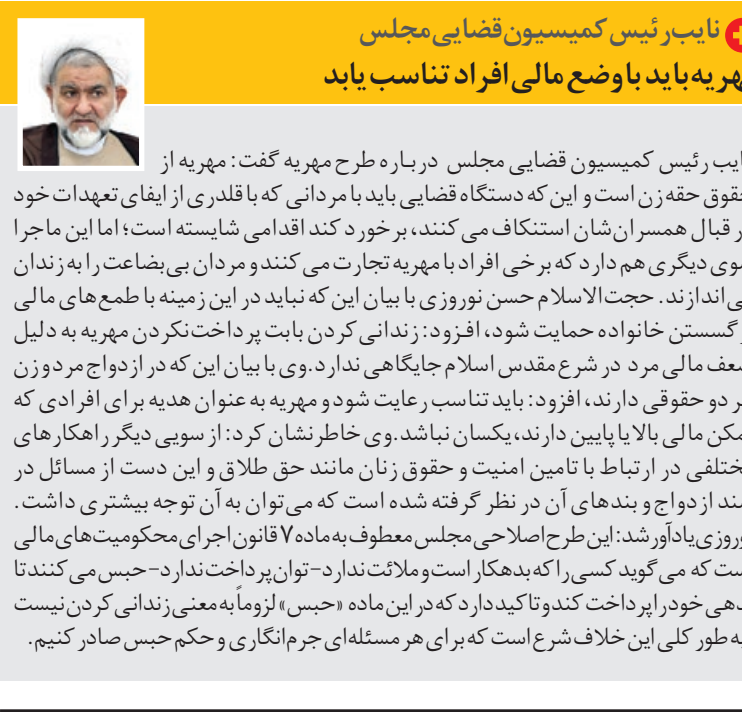 نایب‌رئیس کمیسیون قضایی مجلس
مهریه باید با وضع مالی افراد تناسب یابد
ایب رئیس کمیسیون قضایی مجلس درباره طرح مهریه گفت: مهریه از
حقوق حقه زن است و این که دستگاه قضایی باید با مردانی که با قلدری از ایفای تعهدات خود
در قبال همسران‌شان استنکاف می کنند، برخورد کند اقدامی شایسته است؛ اما این ماجرا
سوی دیگری هم دارد که برخی افراد با مهریه تجارت می کنند و مردان بی‌بضاعت را به زندان
می اندازند. حجت‌الاسلام حسن نوروزی با بیان این که نباید در این زمینه با طمع‌های مالی
گسستن خانواده حمایت شود، افزود: زندانی کردن بابت پرداخت‌نکردن مهریه به دلیل
ضعف مالی مرد در شرع مقدس اسلام جایگاهی ندارد.وی با بیان این که در ازدواج مرد و زن
هر دو حقوقی دارند، افزود: باید تناسب رعایت شود و مهریه به عنوان هدیه برای افرادی که
تمکن مالی بالا یا پایین دارند، یکسان نباشد.وی خاطرنشان کرد: از سویی دیگر راهکارهای
مختلفی در ارتباط با تامین امنیت و حقوق زنان مانند حق طلاق و این دست از مسائل در
سند ازدواج و بندهای آن در نظر گرفته شده است که می‌توان به آن توجه بیشتری داشت.
نوروزی یادآور شد: این طرح اصلاحی مجلس معطوف به ماده ۷ قانون اجرای محکومیت‌های مالی
است که می گوید کسی را که بدهکار است و ملائت ندارد-توان پرداخت ندارد-حبس می کنند تا
بدهی خود را پرداخت کند و تاکید دارد که در این ماده «حبس» لزوماً به معنی زندانی کردن نیست
به طور کلی این خلاف شرع است که برای هر مسئله‌ای جرم‌انگاری و حکم حبس صادر کنیم.